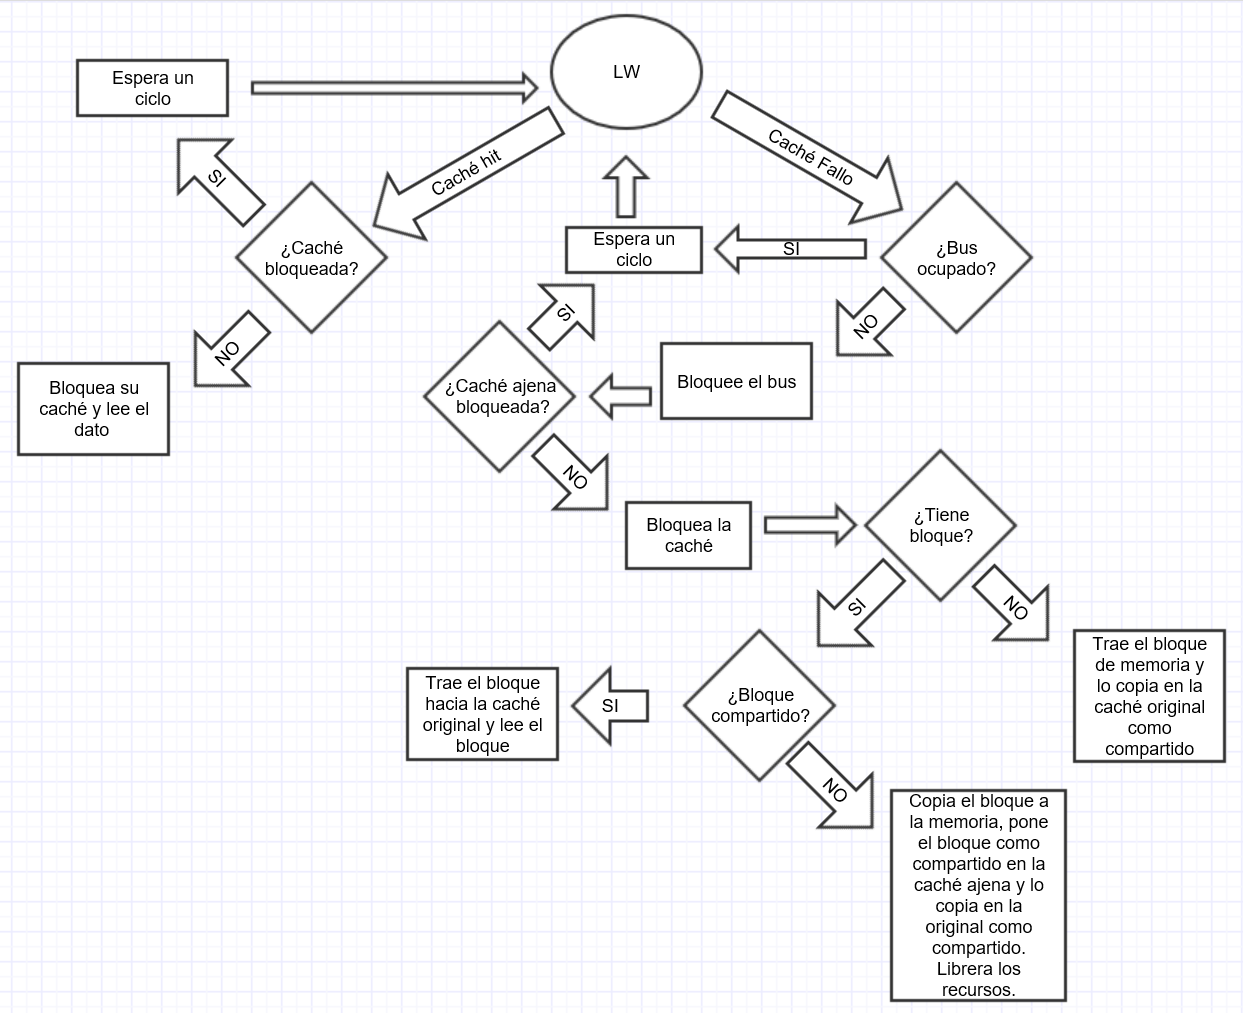 LW
Espera un
ciclo
Caché hit
Caché Fallo
SI
¿Caché
bloqueada?
Espera un
ciclo
SI
¿Bus
ocupado?
NO
SI
NO
Bloquea su
caché y lee el
dato
¿Caché ajena
bloqueada?
Bloquee el bus
NO
Bloquea la
caché
¿Tiene
bloque?
SI
NO
Trae el bloque
de memoria y
lo copia en la
caché original
como
compartido
Trae el bloque
hacia la caché
original y lee el
bloque
SI
¿Bloque
compartido?
NO
Copia el bloque a
la memoria, pone
el bloque como
compartido en la
caché ajena y lo
copia en la
original como
compartido.
Librera los
recursos.